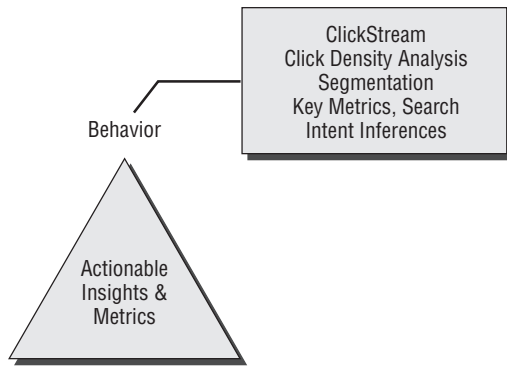 ClickStream
Click Density Analysis
Segmentation
Key Metrics, Search
Intent Inferences
Behavior
Actionable
Insights &
Metrics